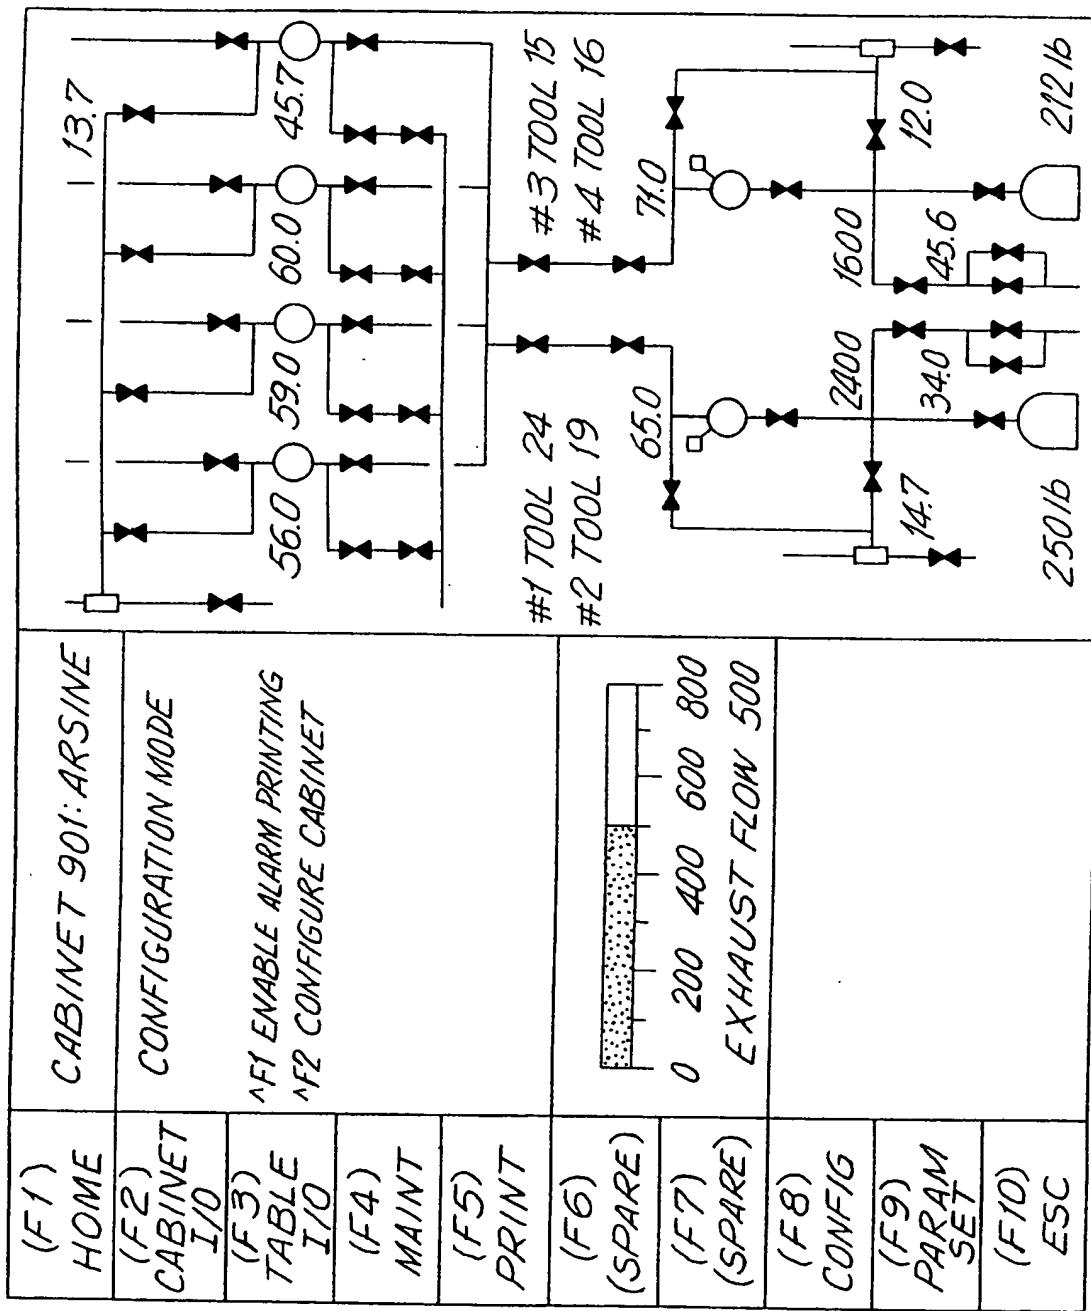 (F1)
HOME
(F2)
CABINET
I/O
(F3)
TABLE
I/O
(F4)
MAINT
(F5)
PRINT
(F6)
(SPARE)
(F7)
(SPARE)
(F8)
CONFIG
(F9)
PARAM
SET
(F10)
ESC
CABINET 901: ARSINE
CONFIGURATION MODE
^F1 ENABLE ALARM PRINTING
^F2 CONFIGURE CABINET
0 200 400 600 800
EXHAUST FLOW 500
13.7
56.0 59.0 60.0 45.7
#1 TOOL 24
#2 TOOL 19
#3 TOOL 15
#4 TOOL 16
65.0 71.0
2400 1600
14.7 34.0 45.6 12.0
250 lb 212 lb